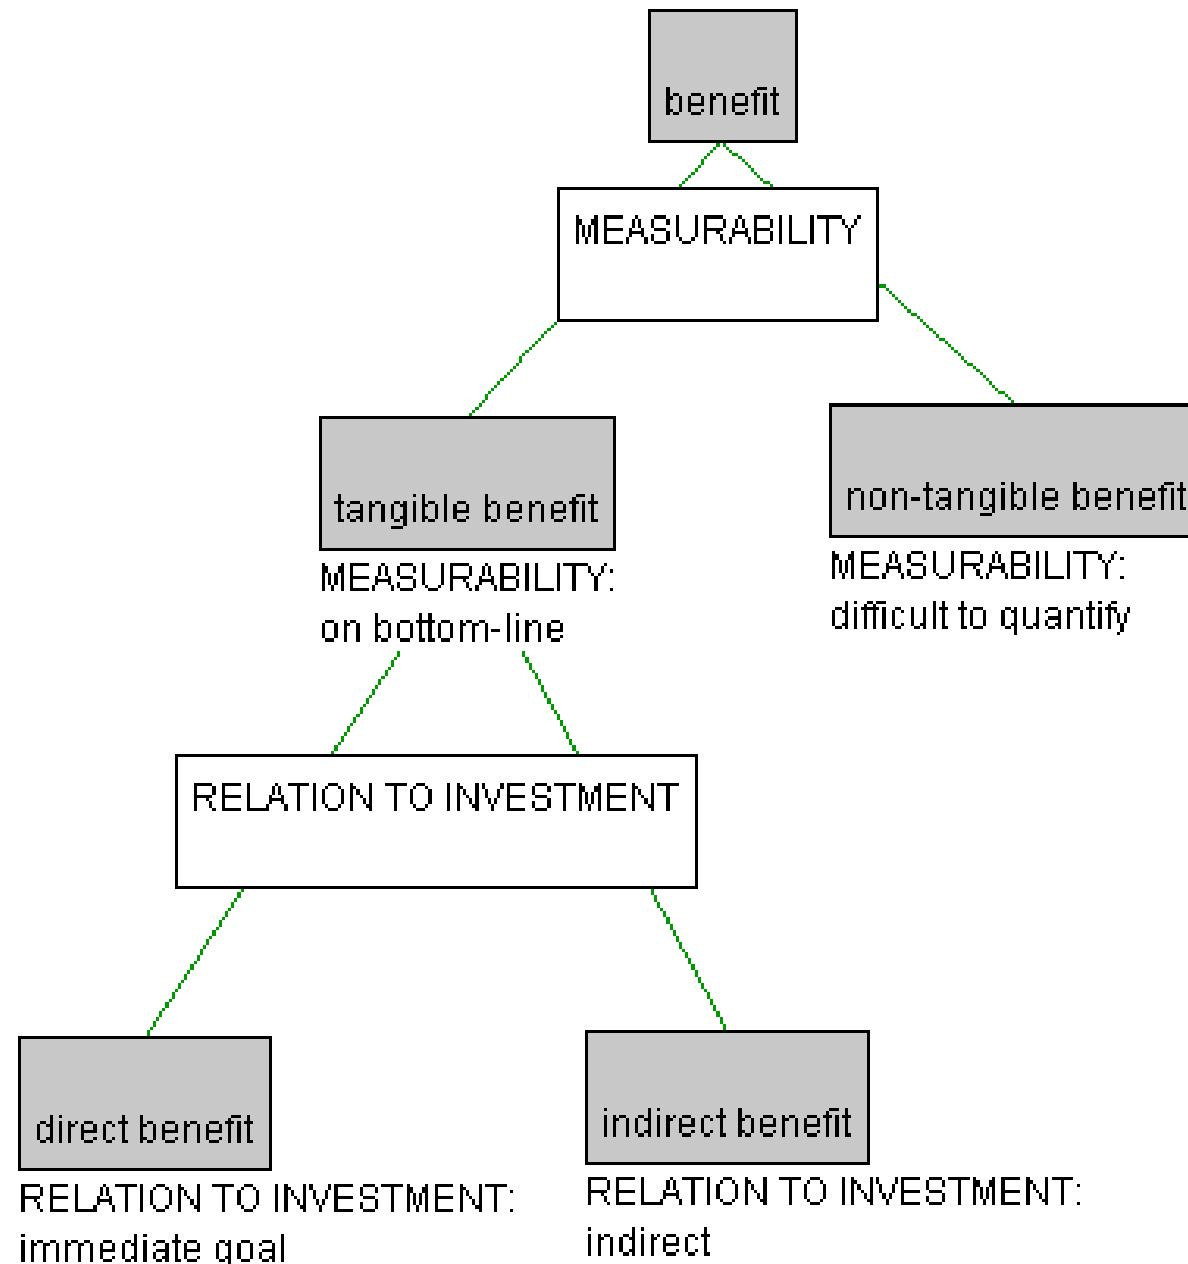 benefit
MEASURABILITY
tangible benefit
non-tangible benefit
MEASURABILITY:
on bottom-line
MEASURABILITY:
difficult to quantify
RELATION TO INVESTMENT
direct benefit
indirect benefit
RELATION TO INVESTMENT:
immediate goal
RELATION TO INVESTMENT:
indirect